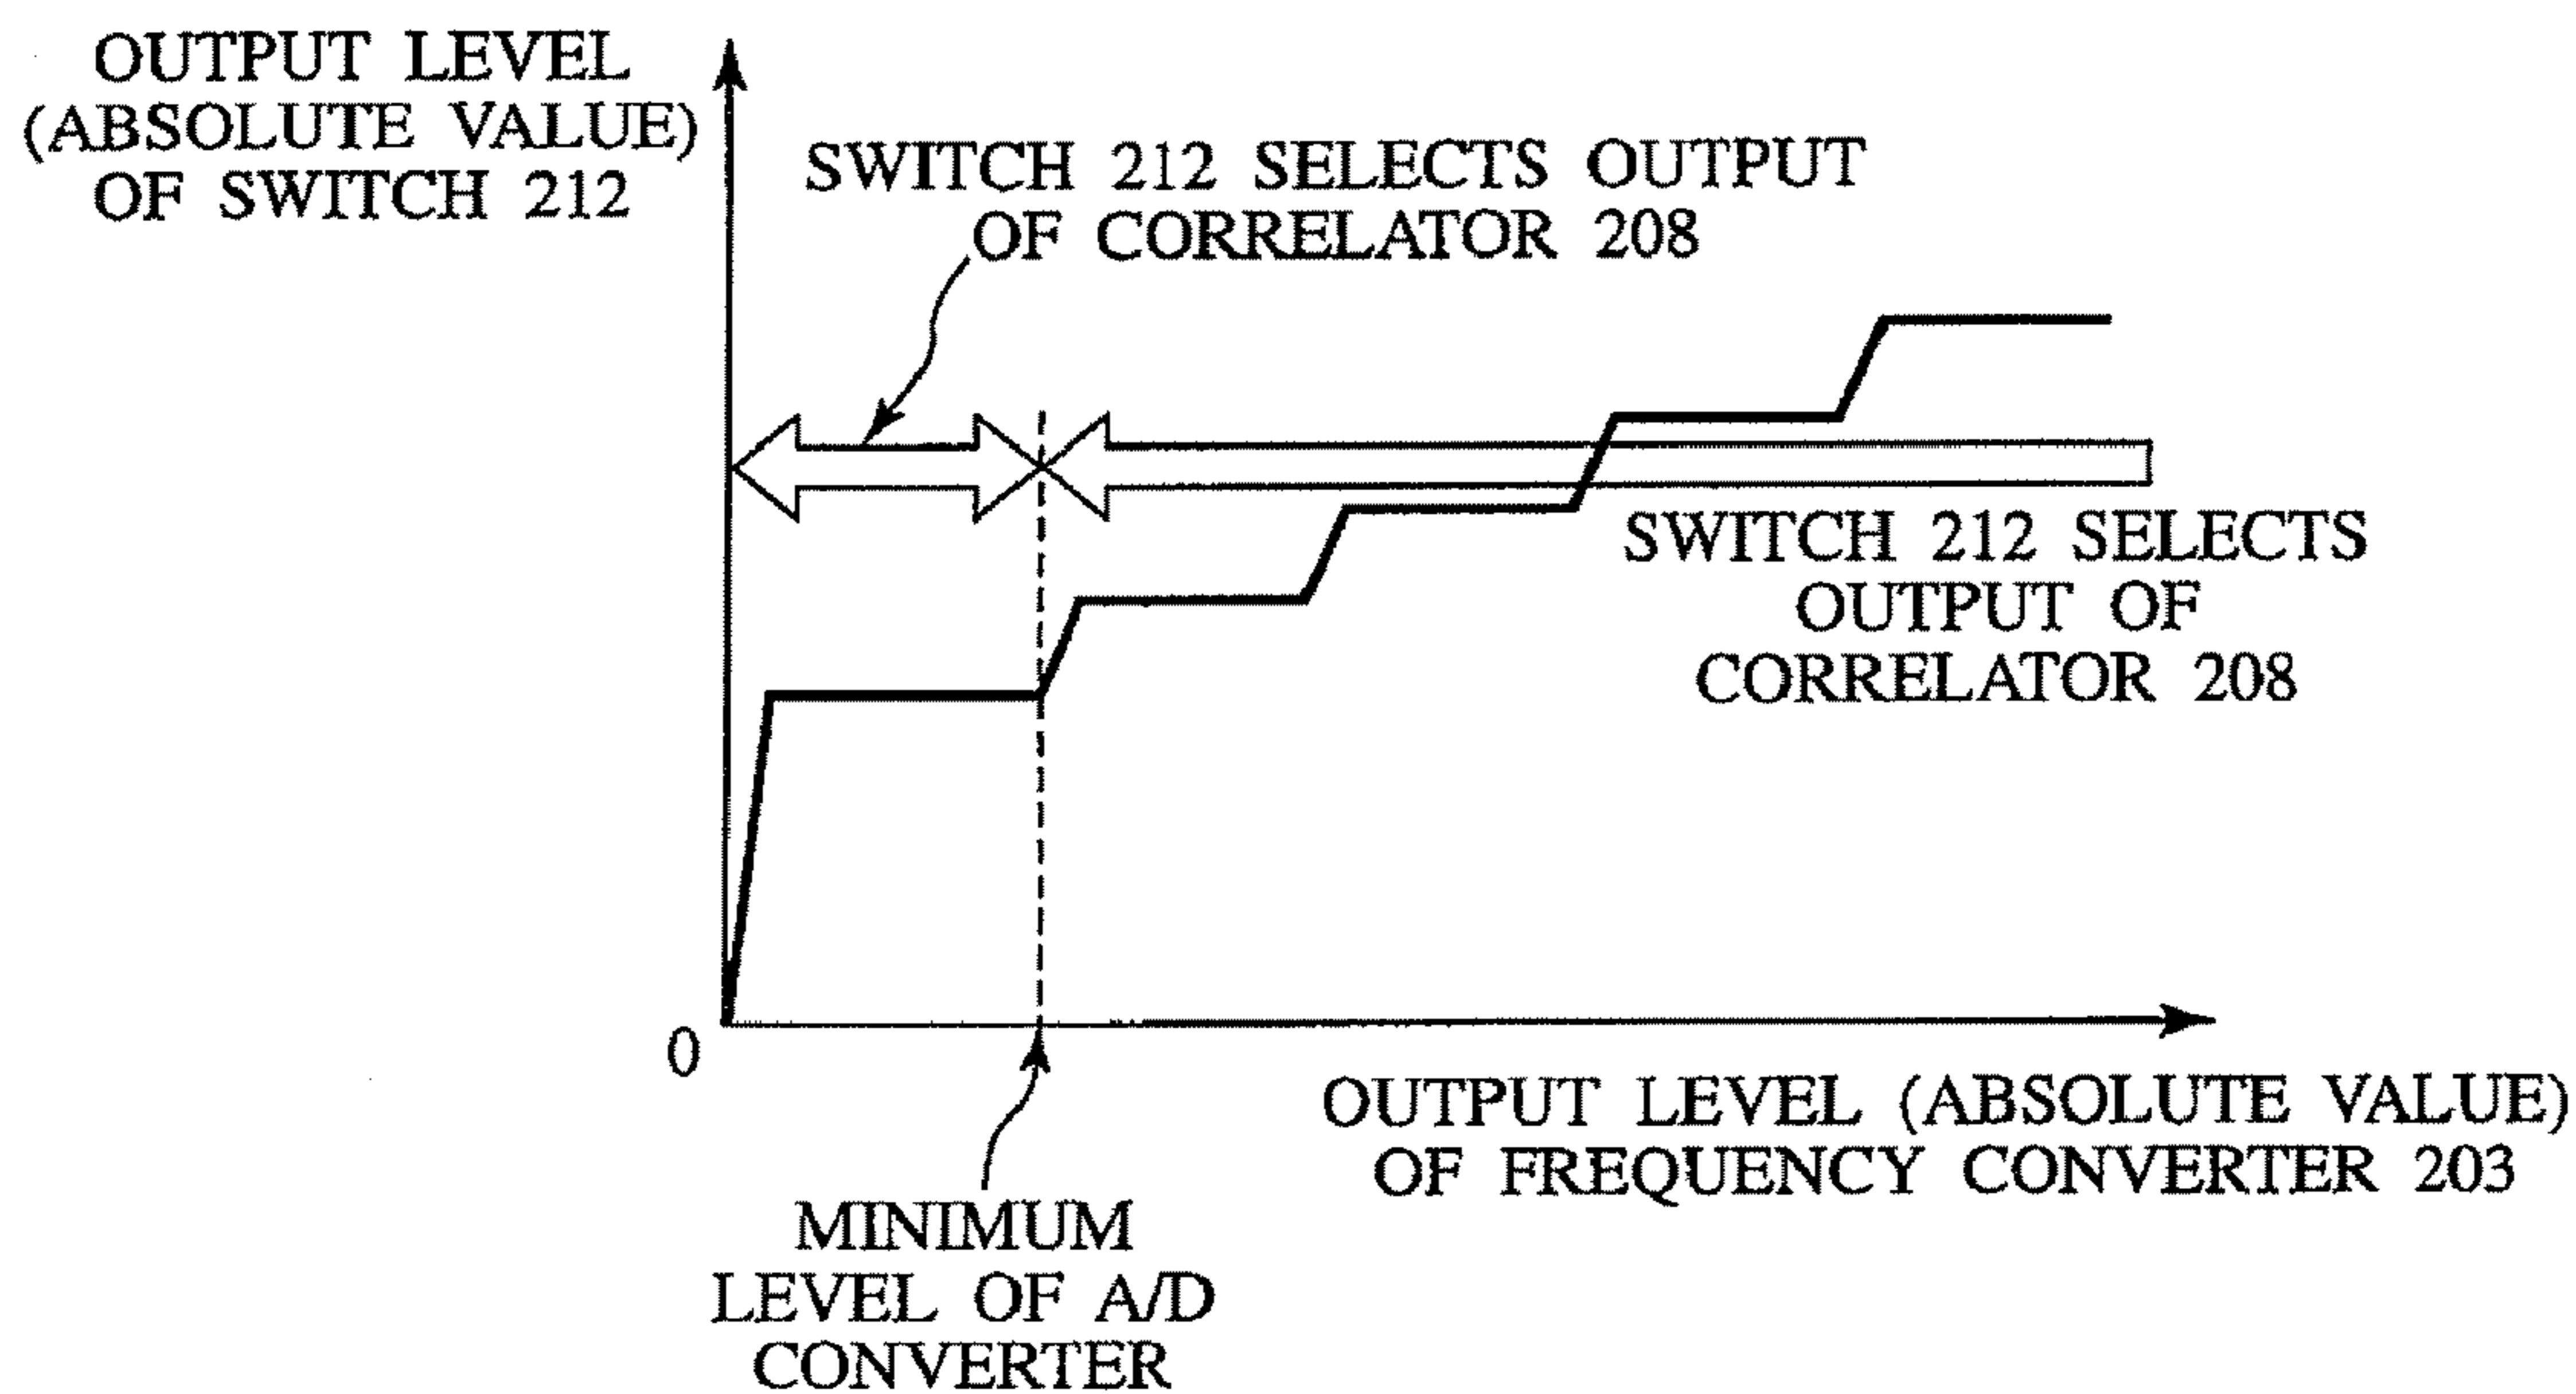 OUTPUT LEVEL
(ABSOLUTE VALUE)
OF SWITCH 212
SWITCH 212 SELECTS OUTPUT
OF CORRELATOR 208
SWITCH 212 SELECTS
OUTPUT OF
CORRELATOR 208
0
OUTPUT LEVEL (ABSOLUTE VALUE)
OF FREQUENCY CONVERTER 203
MINIMUM
LEVEL OF A/D
CONVERTER